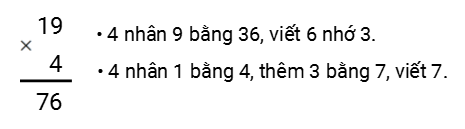 19
×
4
76
• 4 nhân 9 bằng 36, viết 6 nhớ 3.
• 4 nhân 1 bằng 4, thêm 3 bằng 7, viết 7.